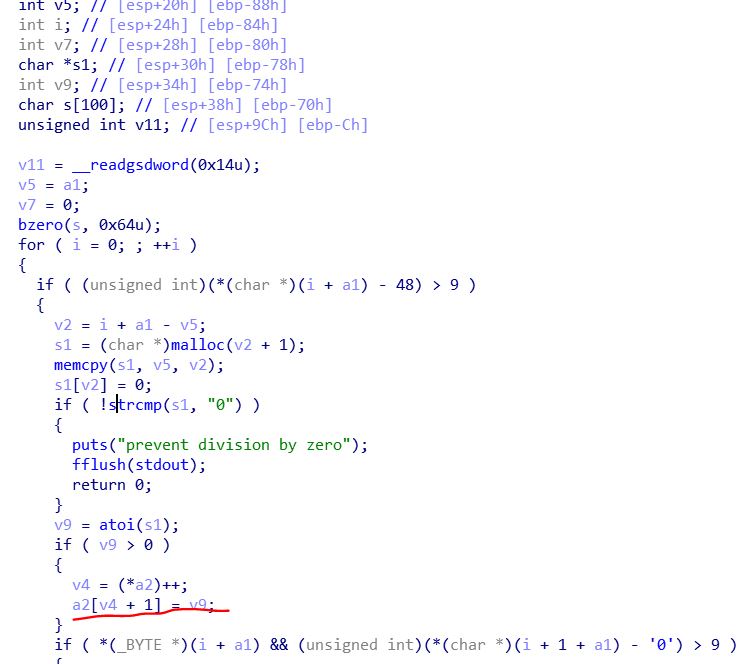 int v5; // [esp+20h] [ebp-88h]
int i; // [esp+24h] [ebp-84h]
int v7; // [esp+28h] [ebp-80h]
char *s1; // [esp+30h] [ebp-78h]
int v9; // [esp+34h] [ebp-74h]
char s[100]; // [esp+38h] [ebp-70h]
unsigned int v11; // [esp+9Ch] [ebp-Ch]
v11 = __readgsdword(0x14u);
v5 = a1;
v7 = 0;
bzero(s, 0x64u);
for ( i = 0; ; ++i )
{
if ( (unsigned int)(*(char *)(i + a1) - 48) > 9 )
{
v2 = i + a1 - v5;
s1 = (char *)malloc(v2 + 1);
memcpy(s1, v5, v2);
s1[v2] = 0;
if ( !strcmp(s1, "0") )
{
puts("prevent division by zero");
fflush(stdout);
return 0;
}
v9 = atoi(s1);
if ( v9 > 0 )
{
v4 = (*a2)++;
a2[v4 + 1] = v9;
}
if ( *(_BYTE *)(i + a1) && (unsigned int)(*(char *)(i + 1 + a1) - '0') > 9 )
{